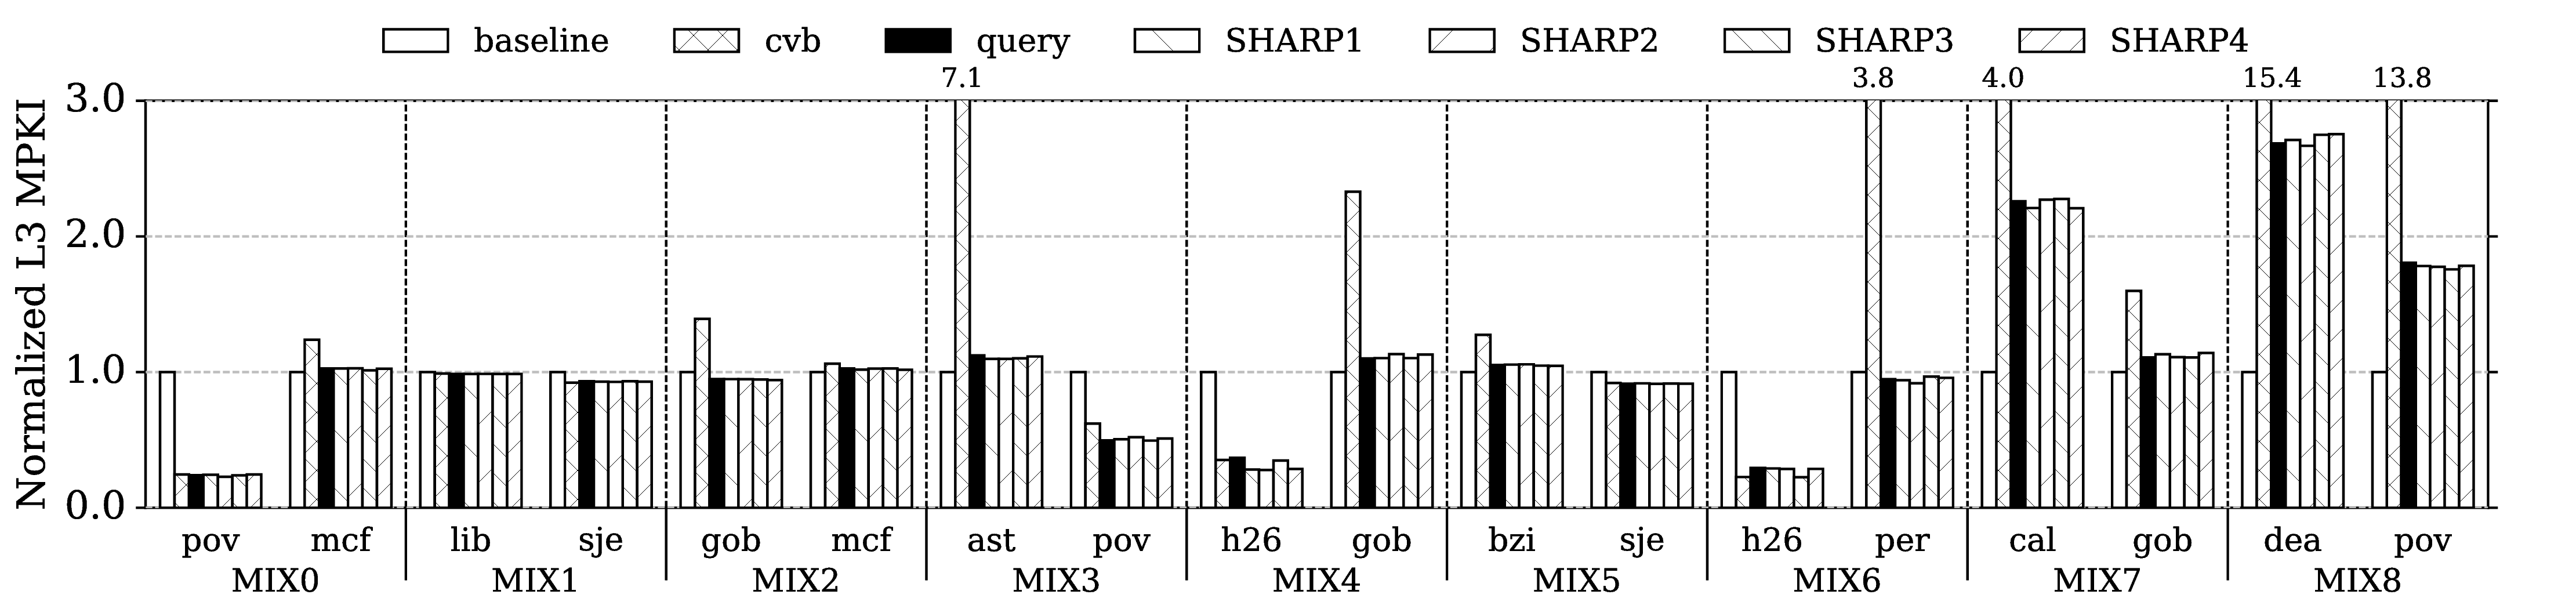 baseline cvb query SHARP1 SHARP2 SHARP3 SHARP4
7.1 3.8 4.0 15.4 13.8
Normalized L3 MPKI
3.0
2.0
1.0
0.0
pov mcf lib sje gob mcf ast pov h26 gob bzi sje h26 per cal gob dea pov
MIX0 MIX1 MIX2 MIX3 MIX4 MIX5 MIX6 MIX7 MIX8